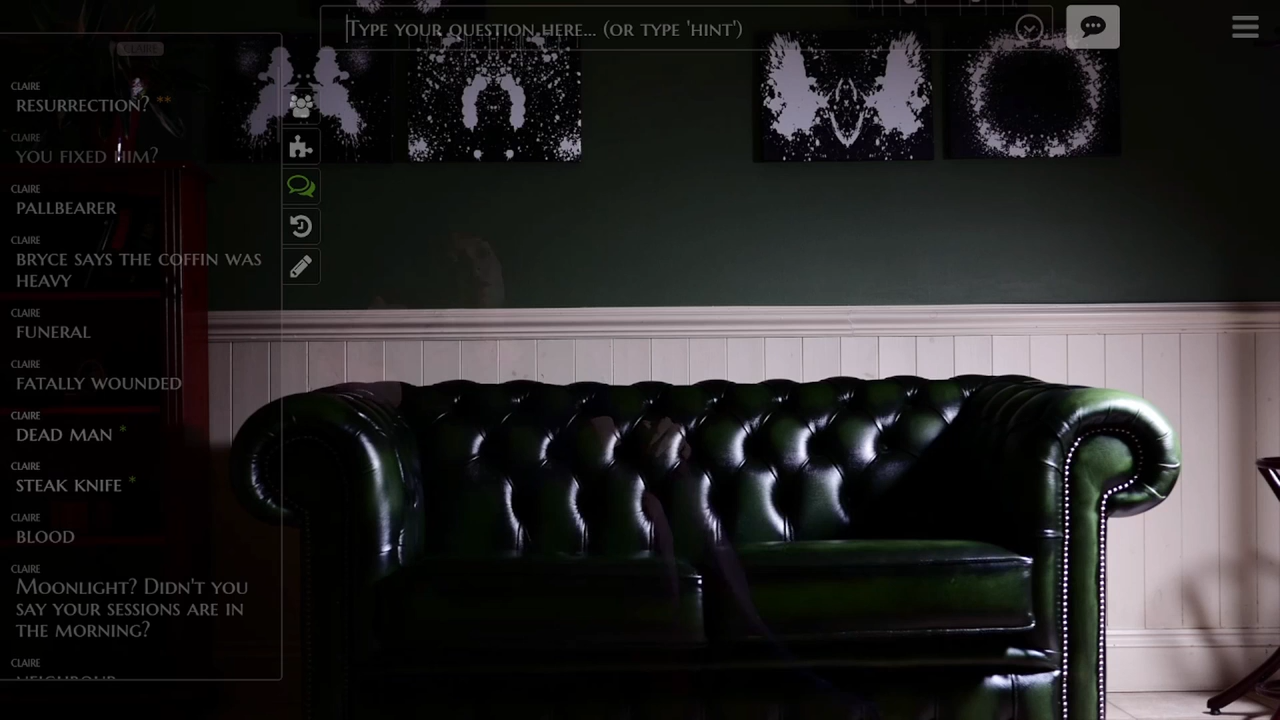 Type your question here... (or type 'hint')
CLAIRE
CLAIRE
RESURRECTION? **
CLAIRE
YOU FIXED HIM?
CLAIRE
PALLBEARER
CLAIRE
BRYCE SAYS THE COFFIN WAS
HEAVY
CLAIRE
FUNERAL
CLAIRE
FATALLY WOUNDED
CLAIRE
DEAD MAN *
CLAIRE
STEAK KNIFE *
CLAIRE
BLOOD
CLAIRE
Moonlight? Didn't you
say your sessions are in
the morning?
CLAIRE
NEIGHBOUR